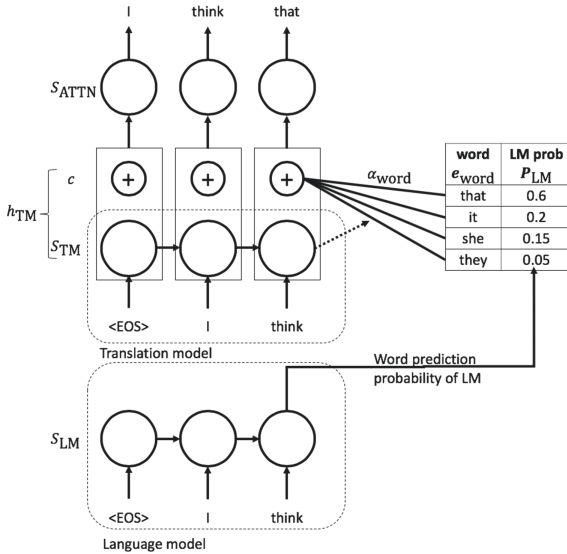 I think that
S_ATTN
word LM prob
e_word P_LM
that 0.6
it 0.2
she 0.15
they 0.05
α_word
c
h_TM
S_TM
<EOS> I think
Translation model
Word prediction
probability of LM
S_LM
<EOS> I think
Language model